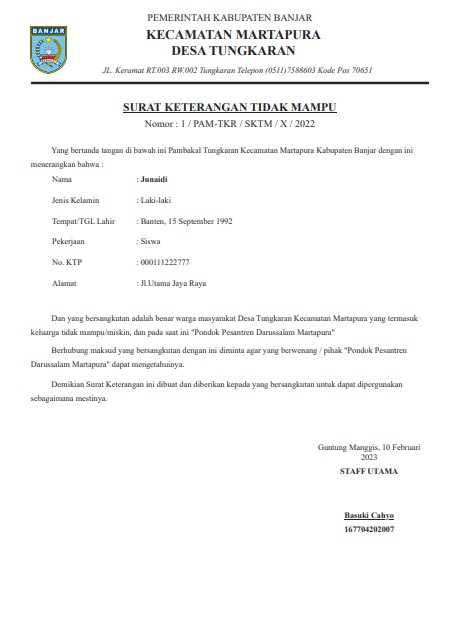 BANJAR
PEMERINTAH KABUPATEN BANJAR
KECAMATAN MARTAPURA
DESA TUNGKARAN
JL. Keramat RT.003 RW.002 Tungkaran Telepon (0511)7588603 Kode Pos 70651
SURAT KETERANGAN TIDAK MAMPU
Nomor : 1 / PAM-TKR / SKTM / X / 2022
Yang bertanda tangan di bawah ini Pambakal Tungkaran Kecamatan Martapura Kabupaten Banjar dengan ini
menerangkan bahwa :
Nama : Junaidi
Jenis Kelamin : Laki-laki
Tempat/TGL Lahir : Banten, 15 September 1992
Pekerjaan : Siswa
No. KTP : 000111222777
Alamat : Jl.Utama Jaya Raya
Dan yang bersangkutan adalah benar warga masyarakat Desa Tungkaran Kecamatan Martapura yang termasuk
keluarga tidak mampu/miskin, dan pada saat ini "Pondok Pesantren Darussalam Martapura"
Berhubung maksud yang bersangkutan dengan ini diminta agar yang berwenang / pihak "Pondok Pesantren
Darussalam Martapura" dapat mengetahuinya.
Demikian Surat Keterangan ini dibuat dan diberikan kepada yang bersangkutan untuk dapat dipergunakan
sebagaimana mestinya.
Guntung Manggis, 10 Februari
2023
STAFF UTAMA
Basuki Cahyo
167704202007